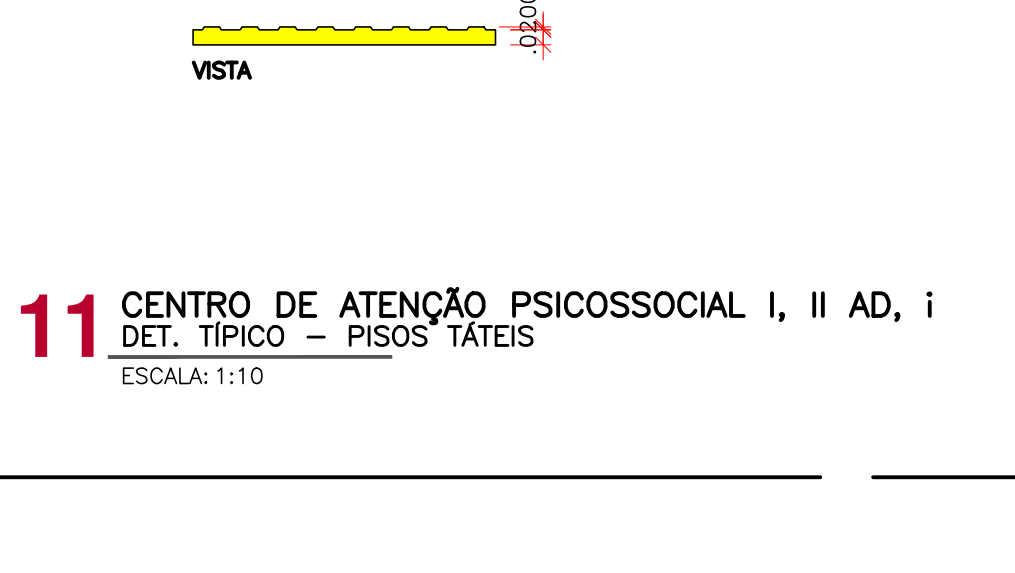 VISTA
11
CENTRO DE ATENÇÃO PSICOSSOCIAL I, II AD, i
DET. TÍPICO – PISOS TÁTEIS
ESCALA: 1:10